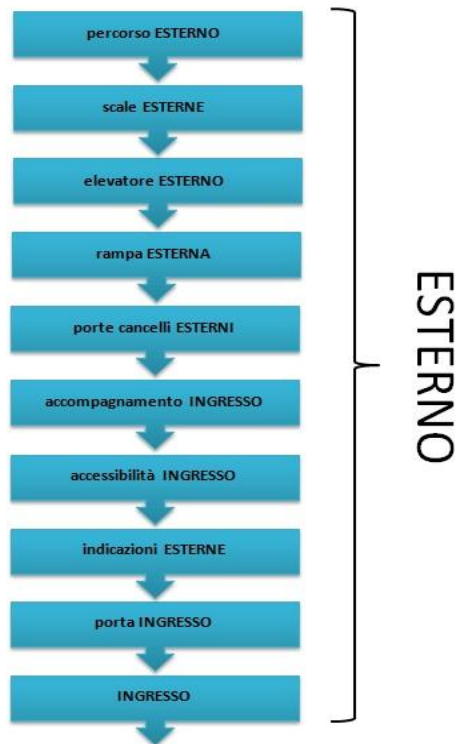 percorso ESTERNO
scale ESTERNE
elevatore ESTERNO
rampa ESTERNA
porte cancelli ESTERNI
accompagnamento INGRESSO
accessibilità INGRESSO
indicazioni ESTERNE
porta INGRESSO
INGRESSO
ESTERNO